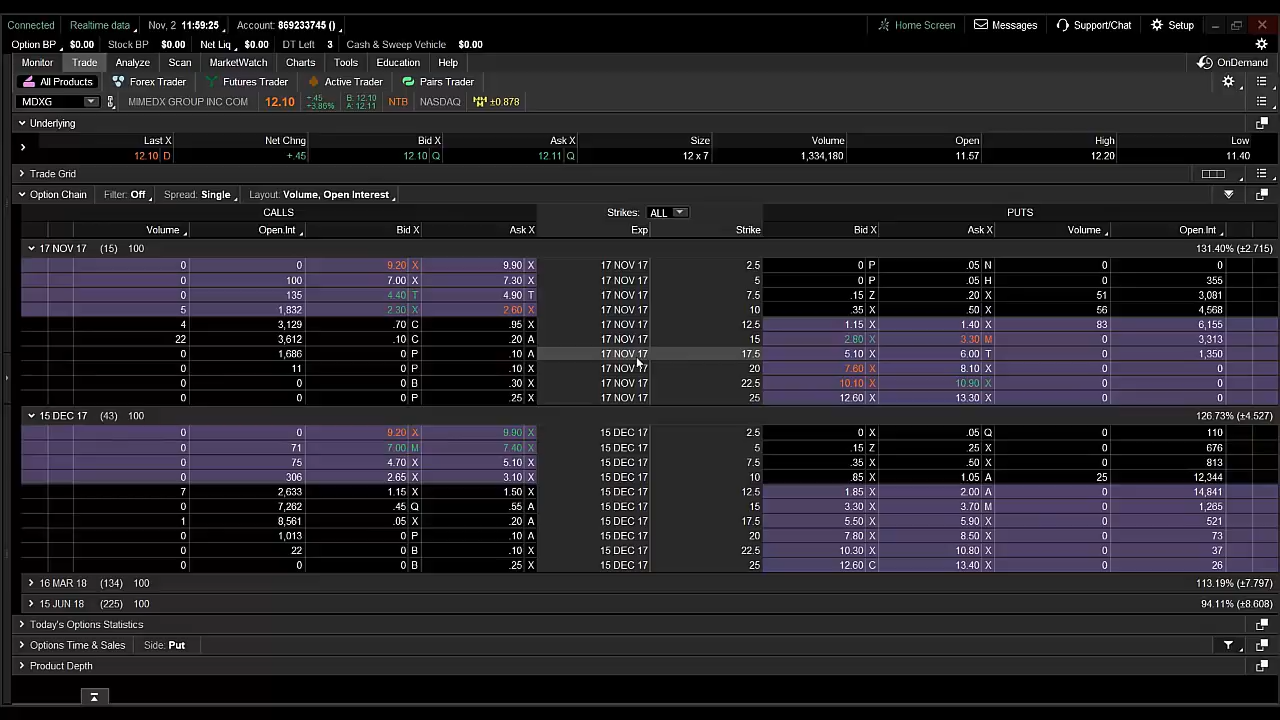 Connected Realtime data Nov, 2 11:59:25 Account: 869233745 () Home Screen Messages Support/Chat Setup
Option BP $0.00 Stock BP $0.00 Net Liq $0.00 DT Left 3 Cash & Sweep Vehicle $0.00
Monitor Trade Analyze Scan MarketWatch Charts Tools Education Help OnDemand
All Products Forex Trader Futures Trader Active Trader Pairs Trader
MDXG MIMEDX GROUP INC COM 12.10 +.45 +3.86% B: 12.10 A: 12.11 NTB NASDAQ ±0.878
Underlying
Last X Net Chng Bid X Ask X Size Volume Open High Low
12.10 D +.45 12.10 Q 12.11 Q 12 x 7 1,334,180 11.57 12.20 11.40
Trade Grid
Option Chain Filter: Off Spread: Single Layout: Volume, Open Interest
CALLS Strikes: ALL PUTS
Volume Open.Int Bid X Ask X Exp Strike Bid X Ask X Volume Open.Int
17 NOV 17 (15) 100 131.40% (±2.715)
0 0 9.20 X 9.90 X 17 NOV 17 2.5 0 P .05 N 0 0
0 100 7.00 X 7.30 X 17 NOV 17 5 0 P .05 H 0 355
0 135 4.40 T 4.90 T 17 NOV 17 7.5 .15 Z .20 X 51 3,081
5 1,832 2.30 X 2.60 X 17 NOV 17 10 .35 X .50 X 56 4,568
4 3,129 .70 C .95 X 17 NOV 17 12.5 1.15 X 1.40 X 83 6,155
22 3,612 .10 C .20 A 17 NOV 17 15 2.80 X 3.30 M 0 3,313
0 1,686 0 P .10 A 17 NOV 17 17.5 5.10 X 6.00 T 0 1,350
0 11 0 P .10 X 17 NOV 17 20 7.60 X 8.10 X 0 0
0 0 0 B .30 X 17 NOV 17 22.5 10.10 X 10.90 X 0 0
0 0 0 P .25 X 17 NOV 17 25 12.60 X 13.30 X 0 0
15 DEC 17 (43) 100 126.73% (±4.527)
0 0 9.20 X 9.90 X 15 DEC 17 2.5 0 X .05 Q 0 110
0 71 7.00 M 7.40 X 15 DEC 17 5 .15 Z .25 X 0 676
0 75 4.70 X 5.10 X 15 DEC 17 7.5 .35 X .50 X 0 813
0 306 2.65 X 3.10 X 15 DEC 17 10 .85 X 1.05 A 25 12,344
7 2,633 1.15 X 1.50 X 15 DEC 17 12.5 1.85 X 2.00 A 0 14,841
0 7,262 .45 Q .55 A 15 DEC 17 15 3.30 X 3.70 M 0 1,265
1 8,561 .05 X .20 A 15 DEC 17 17.5 5.50 X 5.90 X 0 521
0 1,013 0 P .10 A 15 DEC 17 20 7.80 X 8.50 X 0 73
0 22 0 B .10 X 15 DEC 17 22.5 10.30 X 10.80 X 0 37
0 0 0 B .25 X 15 DEC 17 25 12.60 C 13.40 X 0 26
16 MAR 18 (134) 100 113.19% (±7.797)
15 JUN 18 (225) 100 94.11% (±8.608)
Today's Options Statistics
Options Time & Sales Side: Put
Product Depth